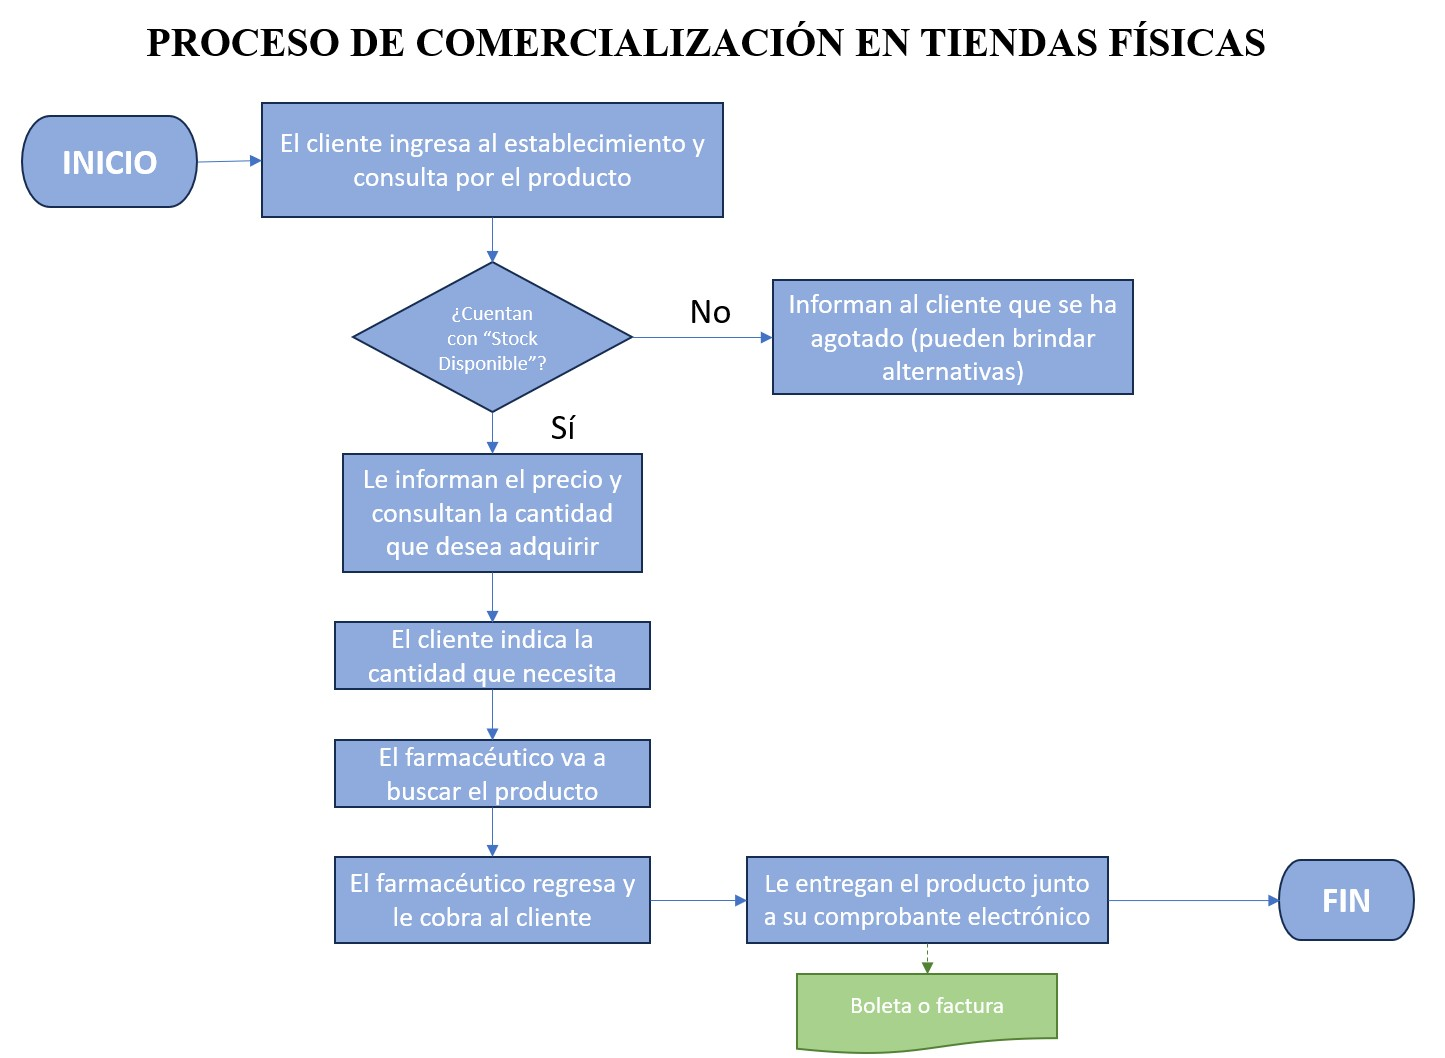 PROCESO DE COMERCIALIZACIÓN EN TIENDAS FÍSICAS
INICIO
El cliente ingresa al establecimiento y
consulta por el producto
¿Cuentan
con “Stock
Disponible”?
No
Informan al cliente que se ha
agotado (pueden brindar
alternativas)
Sí
Le informan el precio y
consultan la cantidad
que desea adquirir
El cliente indica la
cantidad que necesita
El farmacéutico va a
buscar el producto
El farmacéutico regresa y
le cobra al cliente
Le entregan el producto junto
a su comprobante electrónico
FIN
Boleta o factura